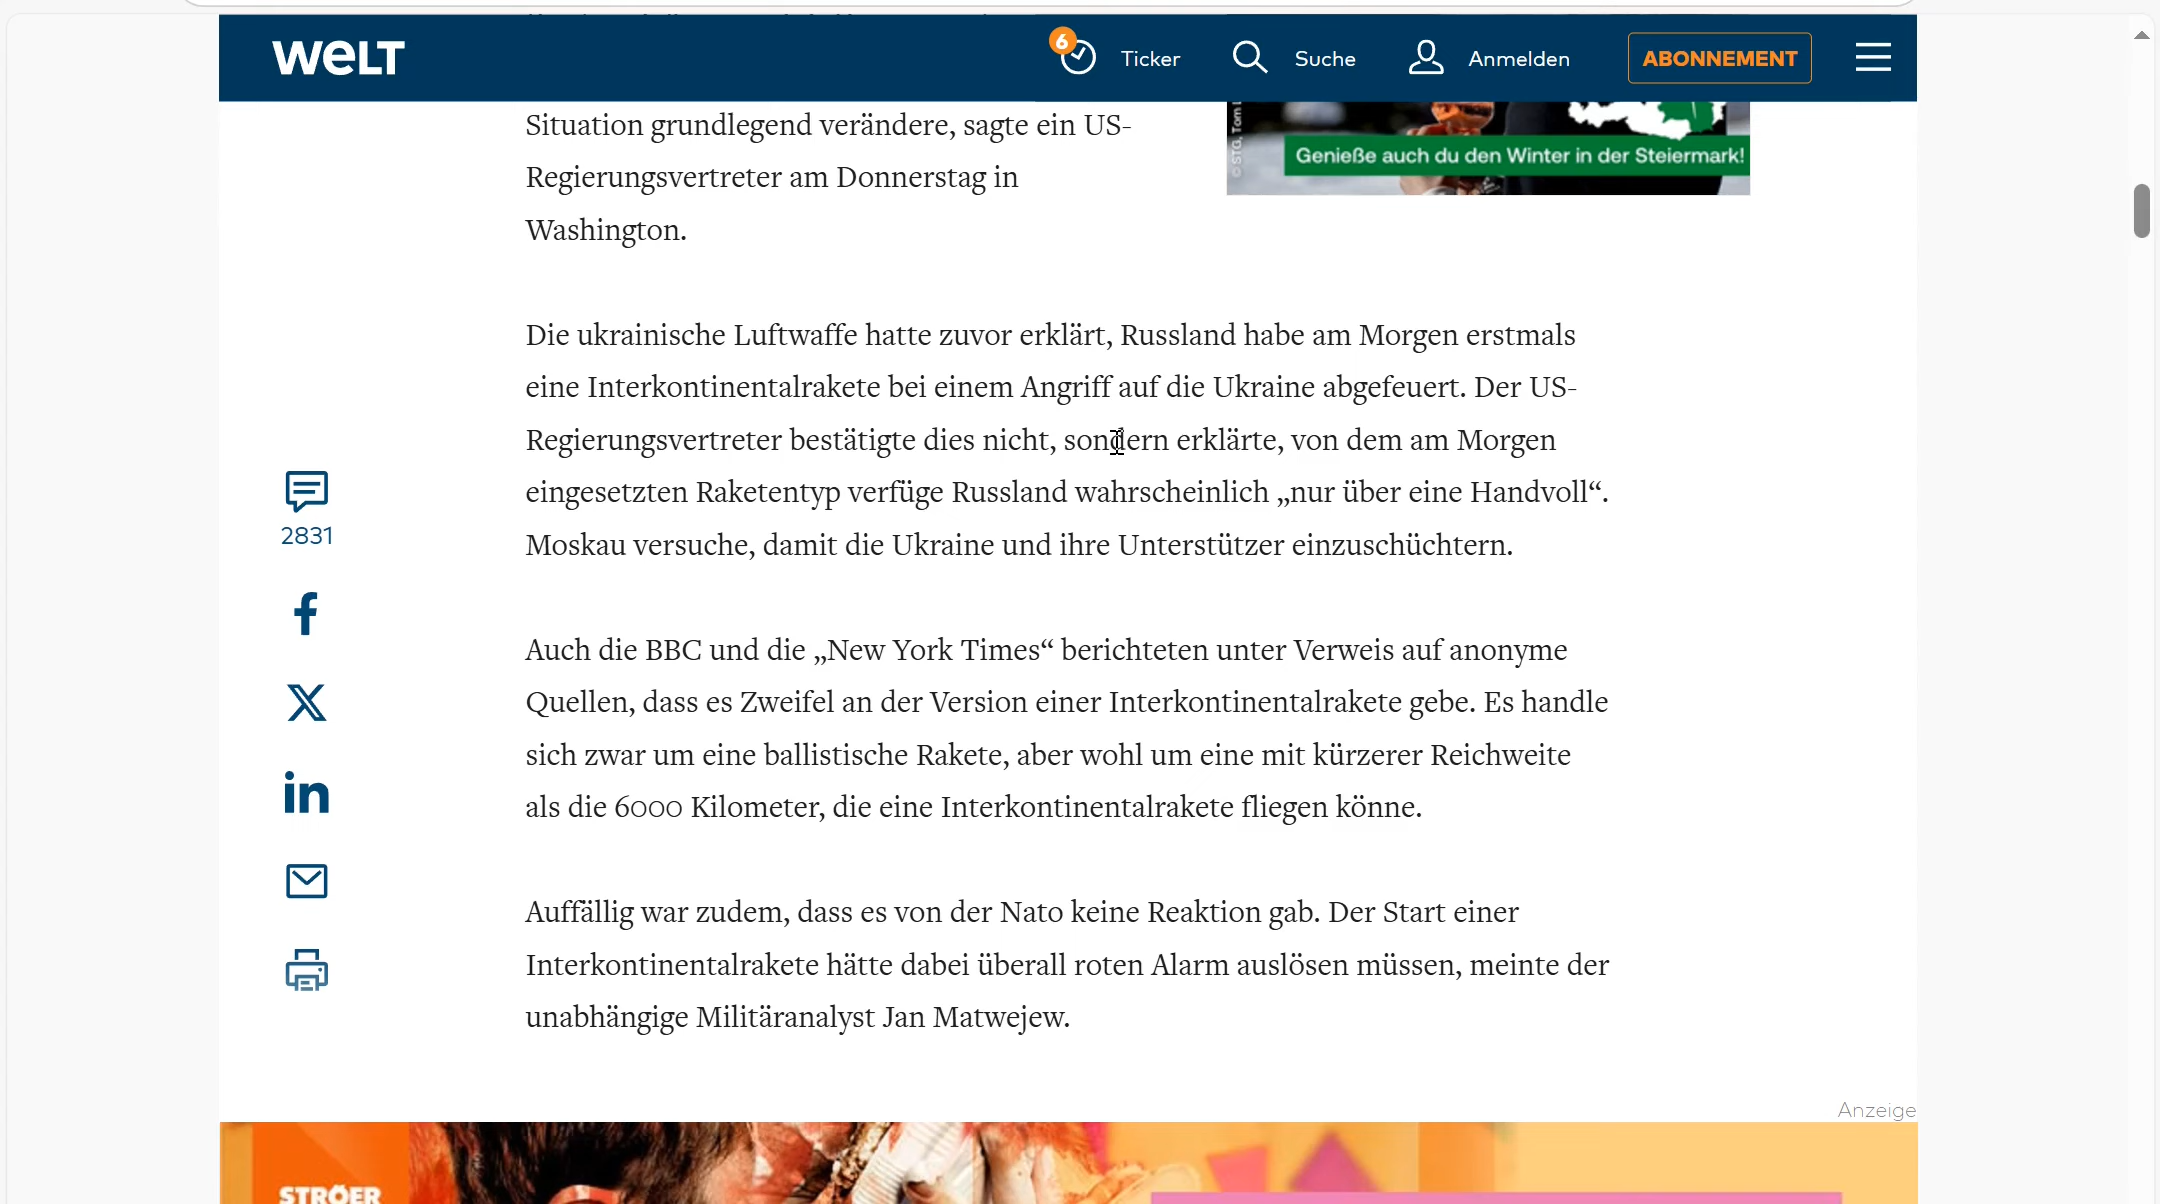 WELT
6
Ticker
Suche
Anmelden
ABONNEMENT
Situation grundlegend verändere, sagte ein US-
Regierungsvertreter am Donnerstag in
Washington.
© STG, Tom
Genieße auch du den Winter in der Steiermark!
Die ukrainische Luftwaffe hatte zuvor erklärt, Russland habe am Morgen erstmals
eine Interkontinentalrakete bei einem Angriff auf die Ukraine abgefeuert. Der US-
Regierungsvertreter bestätigte dies nicht, sondern erklärte, von dem am Morgen
eingesetzten Raketentyp verfüge Russland wahrscheinlich „nur über eine Handvoll“.
Moskau versuche, damit die Ukraine und ihre Unterstützer einzuschüchtern.
2831
Auch die BBC und die „New York Times“ berichteten unter Verweis auf anonyme
Quellen, dass es Zweifel an der Version einer Interkontinentalrakete gebe. Es handle
sich zwar um eine ballistische Rakete, aber wohl um eine mit kürzerer Reichweite
als die 6000 Kilometer, die eine Interkontinentalrakete fliegen könne.
Auffällig war zudem, dass es von der Nato keine Reaktion gab. Der Start einer
Interkontinentalrakete hätte dabei überall roten Alarm auslösen müssen, meinte der
unabhängige Militäranalyst Jan Matwejew.
Anzeige
STRÖER